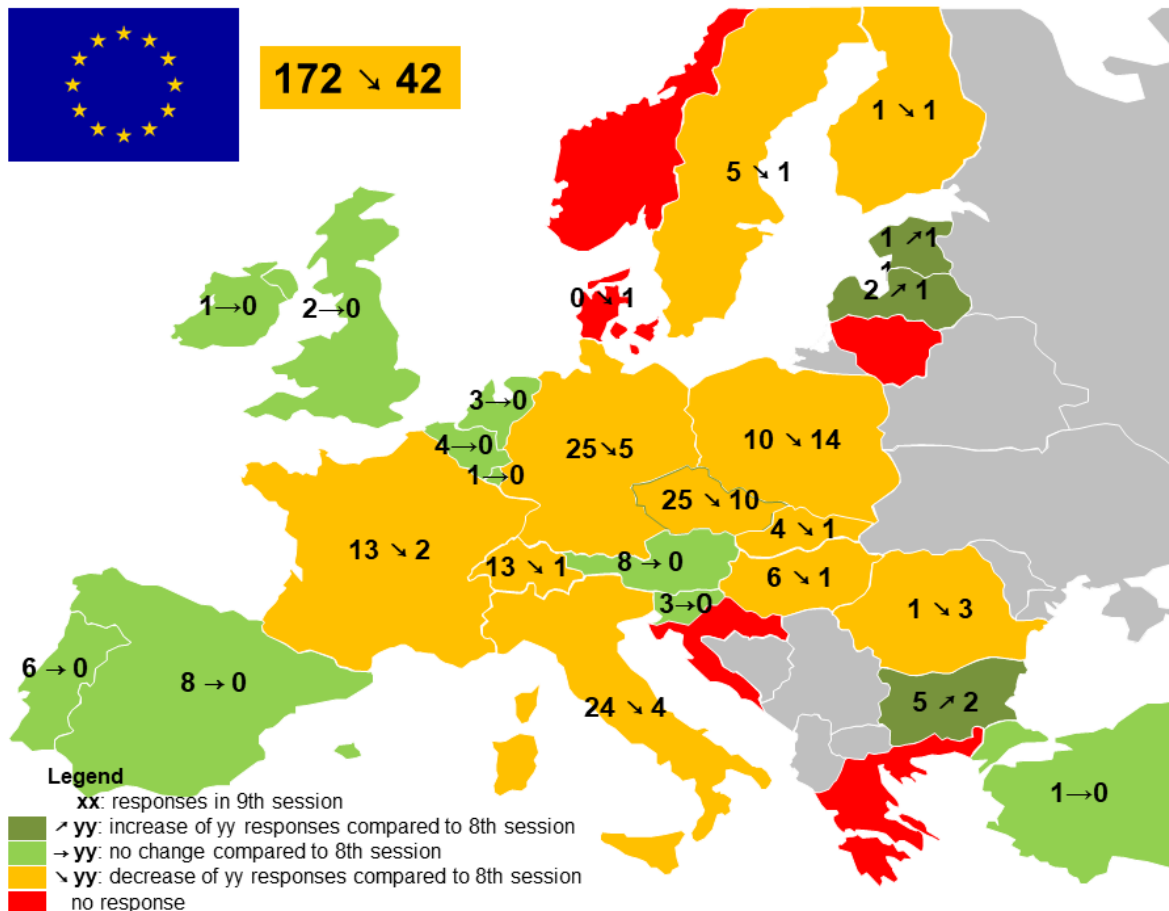 172 ↘ 42
1 ↘ 1
5 ↘ 1
1 ↗1
1
2 ↗ 1
0 ↘ 1
1→0
2→0
3→0
4→0
1→0
25↘5
10 ↘ 14
25 ↘ 10
4 ↘ 1
13 ↘ 2
13 ↘ 1
8 → 0
6 ↘ 1
3→0
1 ↘ 3
6 → 0
8 → 0
24 ↘ 4
5 ↗ 2
1→0
Legend
xx: responses in 9th session
↗ yy: increase of yy responses compared to 8th session
→ yy: no change compared to 8th session
↘ yy: decrease of yy responses compared to 8th session
no response